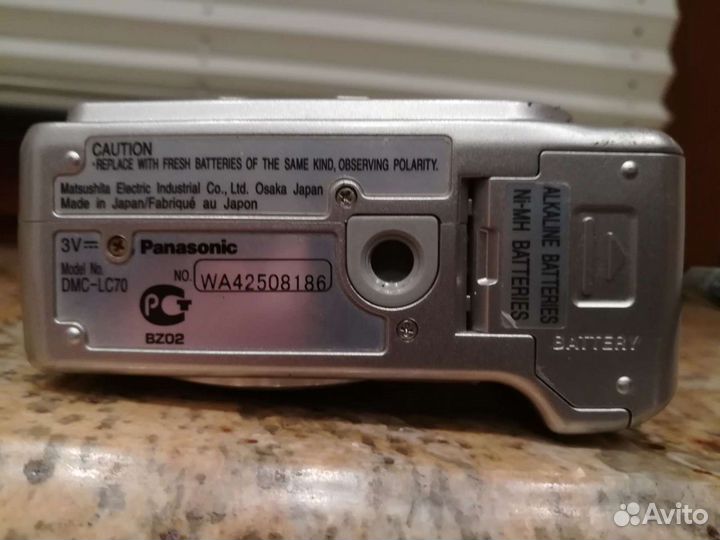 CAUTION
•REPLACE WITH FRESH BATTERIES OF THE SAME KIND, OBSERVING POLARITY.
Matsushita Electric Industrial Co., Ltd. Osaka Japan
Made in Japan/Fabriqué au Japon
3V⎓ Panasonic
Model No.
DMC-LC70
NO. WA42508186
PCT
BZ02
ALKALINE BATTERIES
Ni-MH BATTERIES
BATTERY
Avito